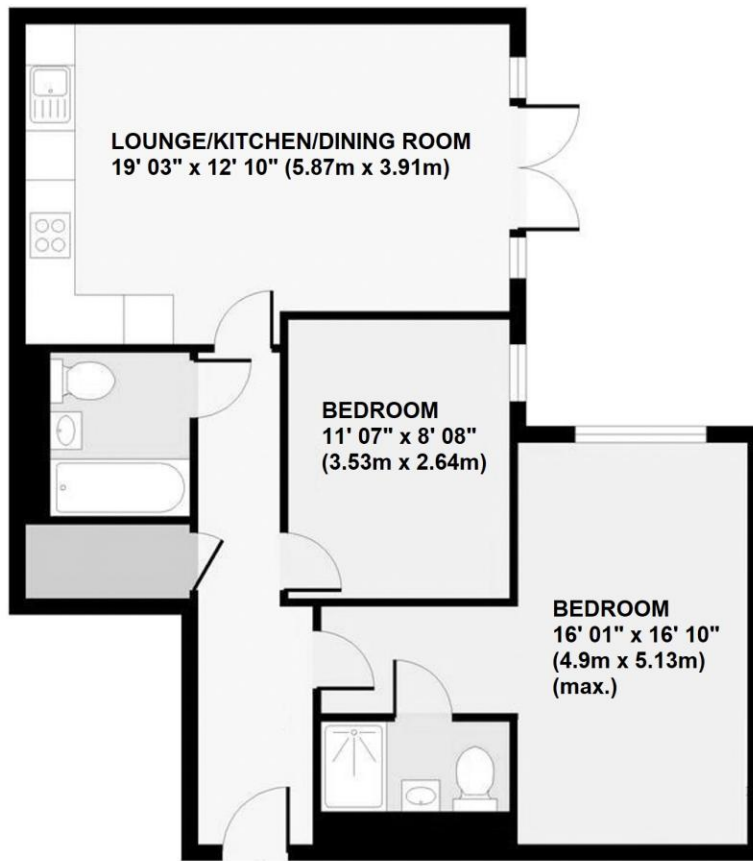 LOUNGE/KITCHEN/DINING ROOM
19' 03" x 12' 10" (5.87m x 3.91m)
BEDROOM
11' 07" x 8' 08"
(3.53m x 2.64m)
BEDROOM
16' 01" x 16' 10"
(4.9m x 5.13m)
(max.)